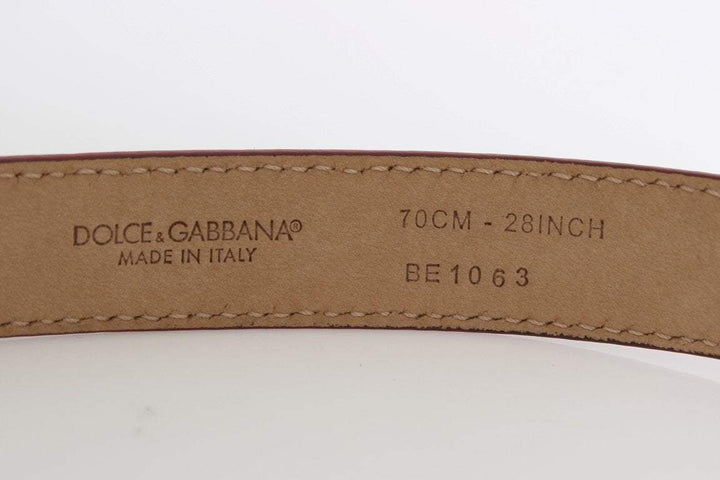 DOLCE & GABBANA®
MADE IN ITALY
70CM - 28INCH
BE1063